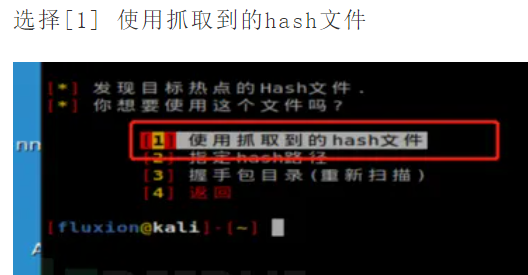 选择[1] 使用抓取到的hash文件
[*] 发现目标热点的Hash文件.
[*] 你想要使用这个文件吗?
nn
[1] 使用抓取到的hash文件
[2] 指定hash路径
[3] 握手包目录(重新扫描)
[4] 返回
[fluxion@kali]-[~]